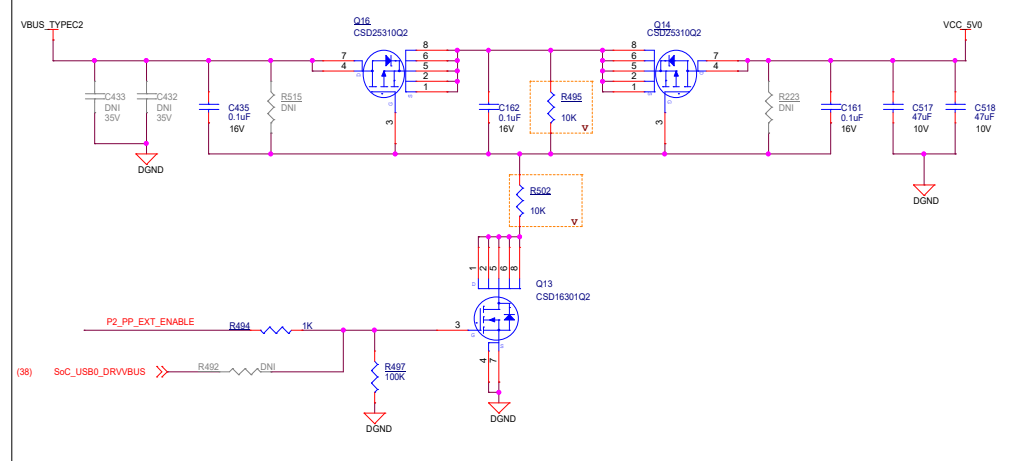 VBUS_TYPEC2
Q16
CSD25310Q2
Q14
CSD25310Q2
VCC_5V0
7
4
8
6
5
2
1
3
8
6
5
2
1
7
4
3
C433
DNI
35V
C432
DNI
35V
C435
0.1uF
16V
R515
DNI
C162
0.1uF
16V
R495
10K
R223
DNI
C161
0.1uF
16V
C517
47uF
10V
C518
47uF
10V
DGND
DGND
R502
10K
1
2
5
6
8
Q13
CSD16301Q2
P2_PP_EXT_ENABLE
R494
1K
3
4
7
(38)
SoC_USB0_DRVVBUS
R492
DNI
R497
100K
DGND
DGND